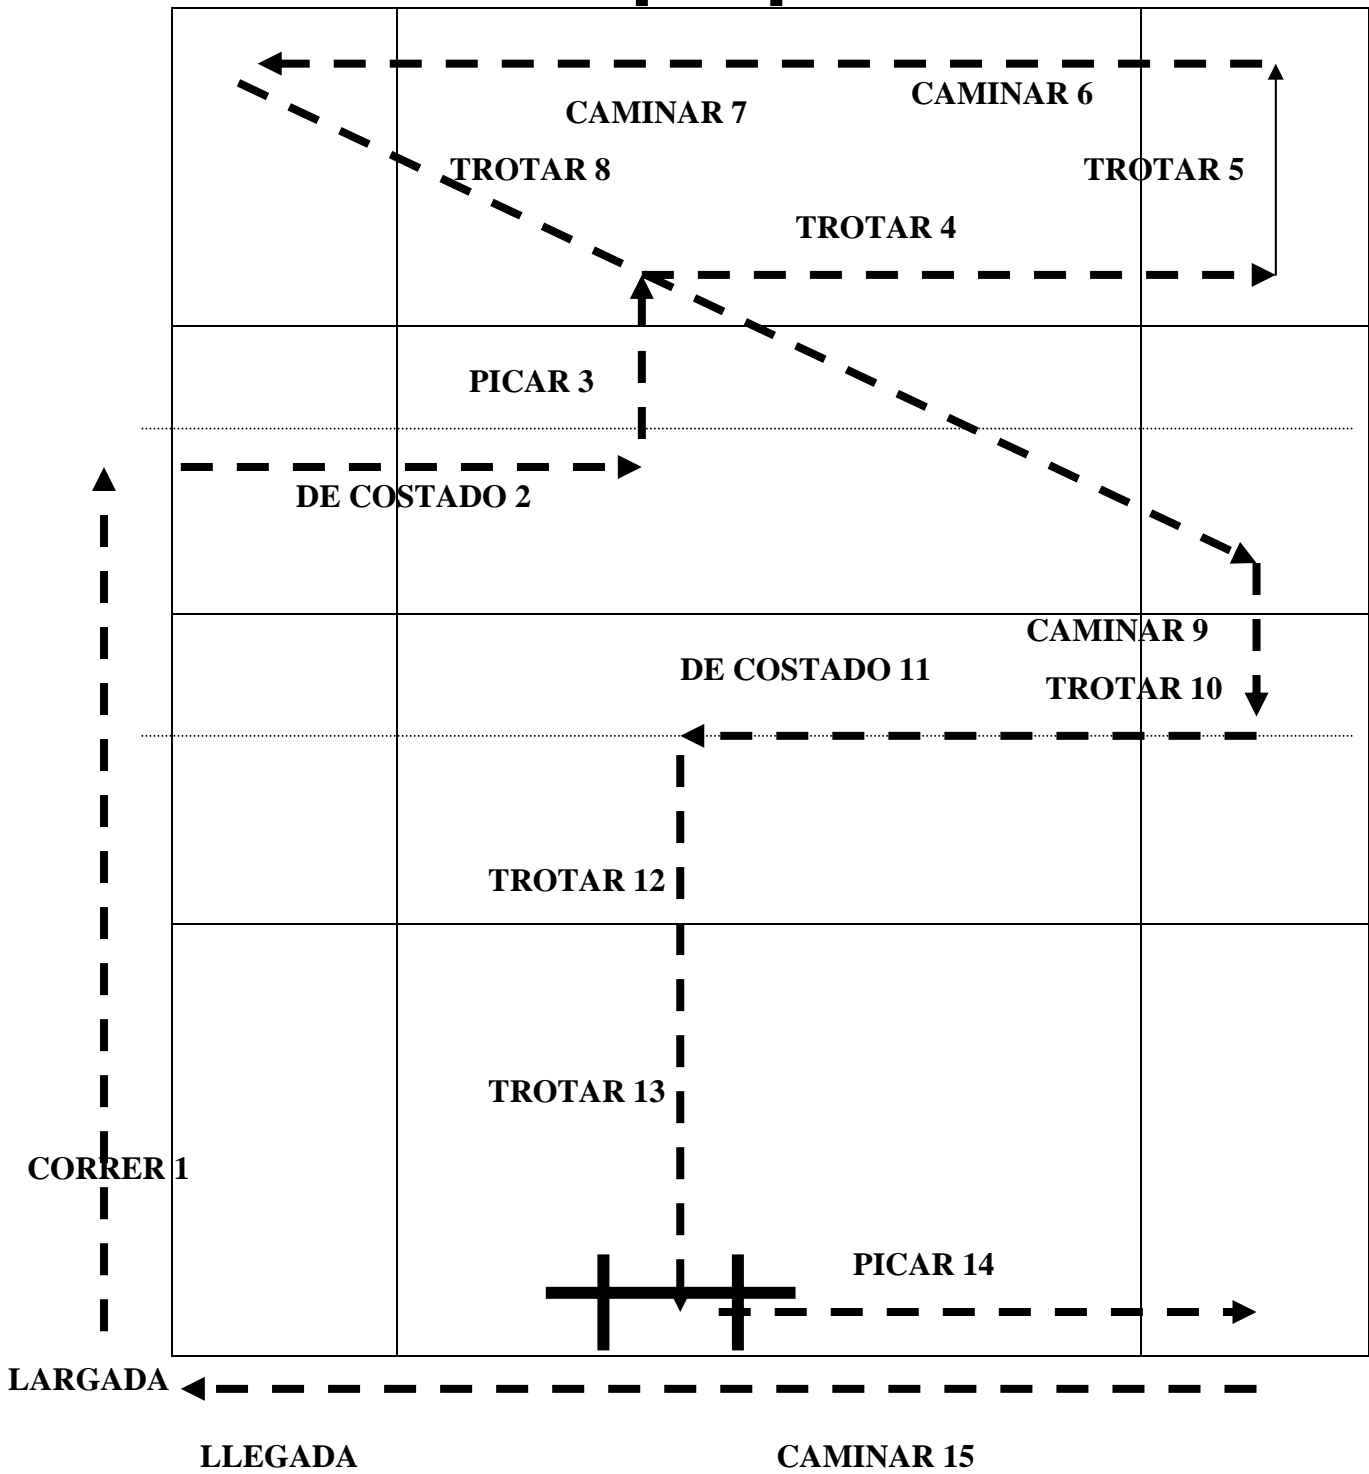 CAMINAR 6
CAMINAR 7
TROTAR 8
TROTAR 5
TROTAR 4
PICAR 3
DE COSTADO 2
CAMINAR 9
DE COSTADO 11
TROTAR 10
TROTAR 12
TROTAR 13
CORRER 1
PICAR 14
LARGADA
LLEGADA
CAMINAR 15